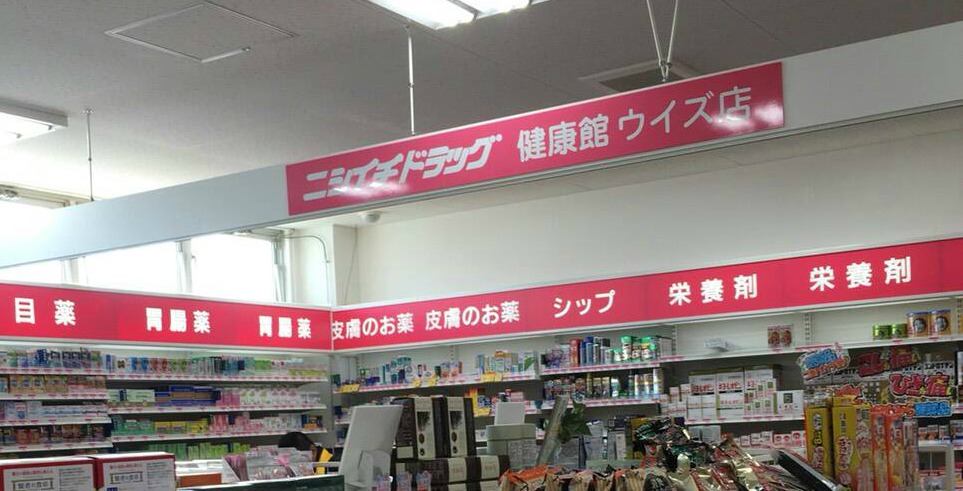 ニシイチドラッグ 健康館 ウイズ店
目薬 胃腸薬 胃腸薬 皮膚のお薬 皮膚のお薬 シップ 栄養剤 栄養剤